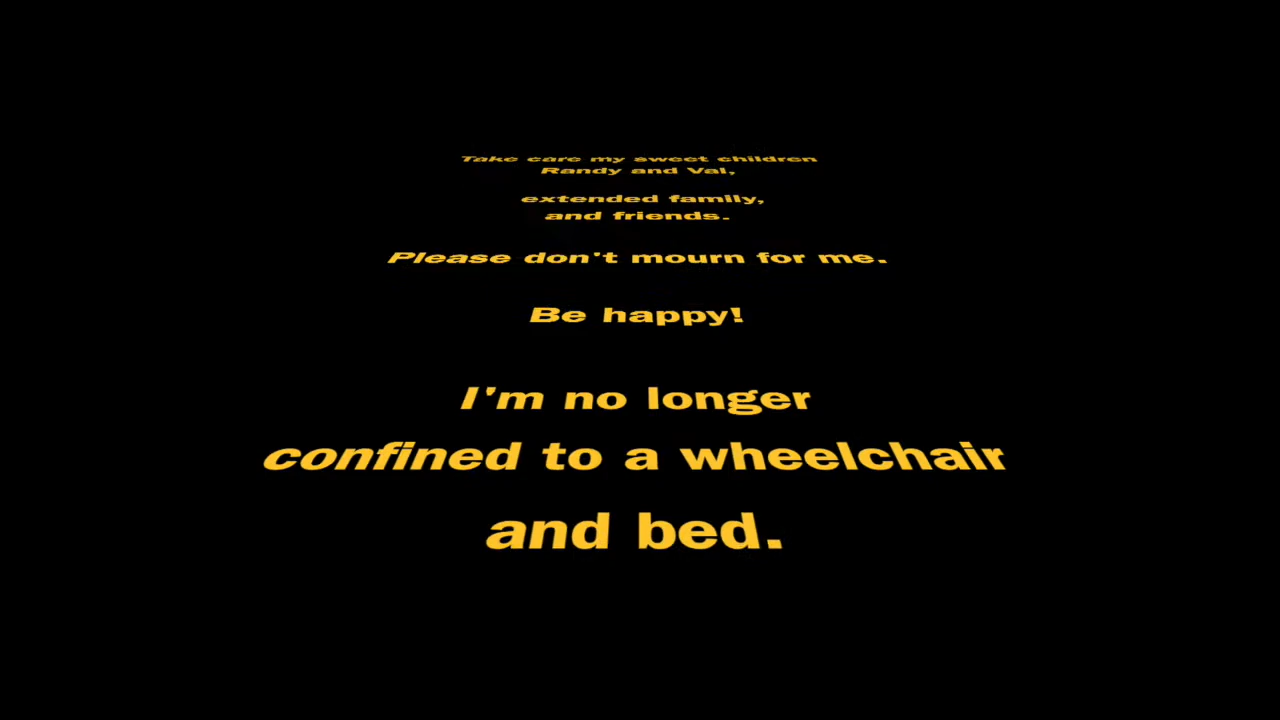 Take care my sweet children
Randy and Val,
extended family,
and friends.
Please don't mourn for me.
Be happy!
I'm no longer
confined to a wheelchair
and bed.